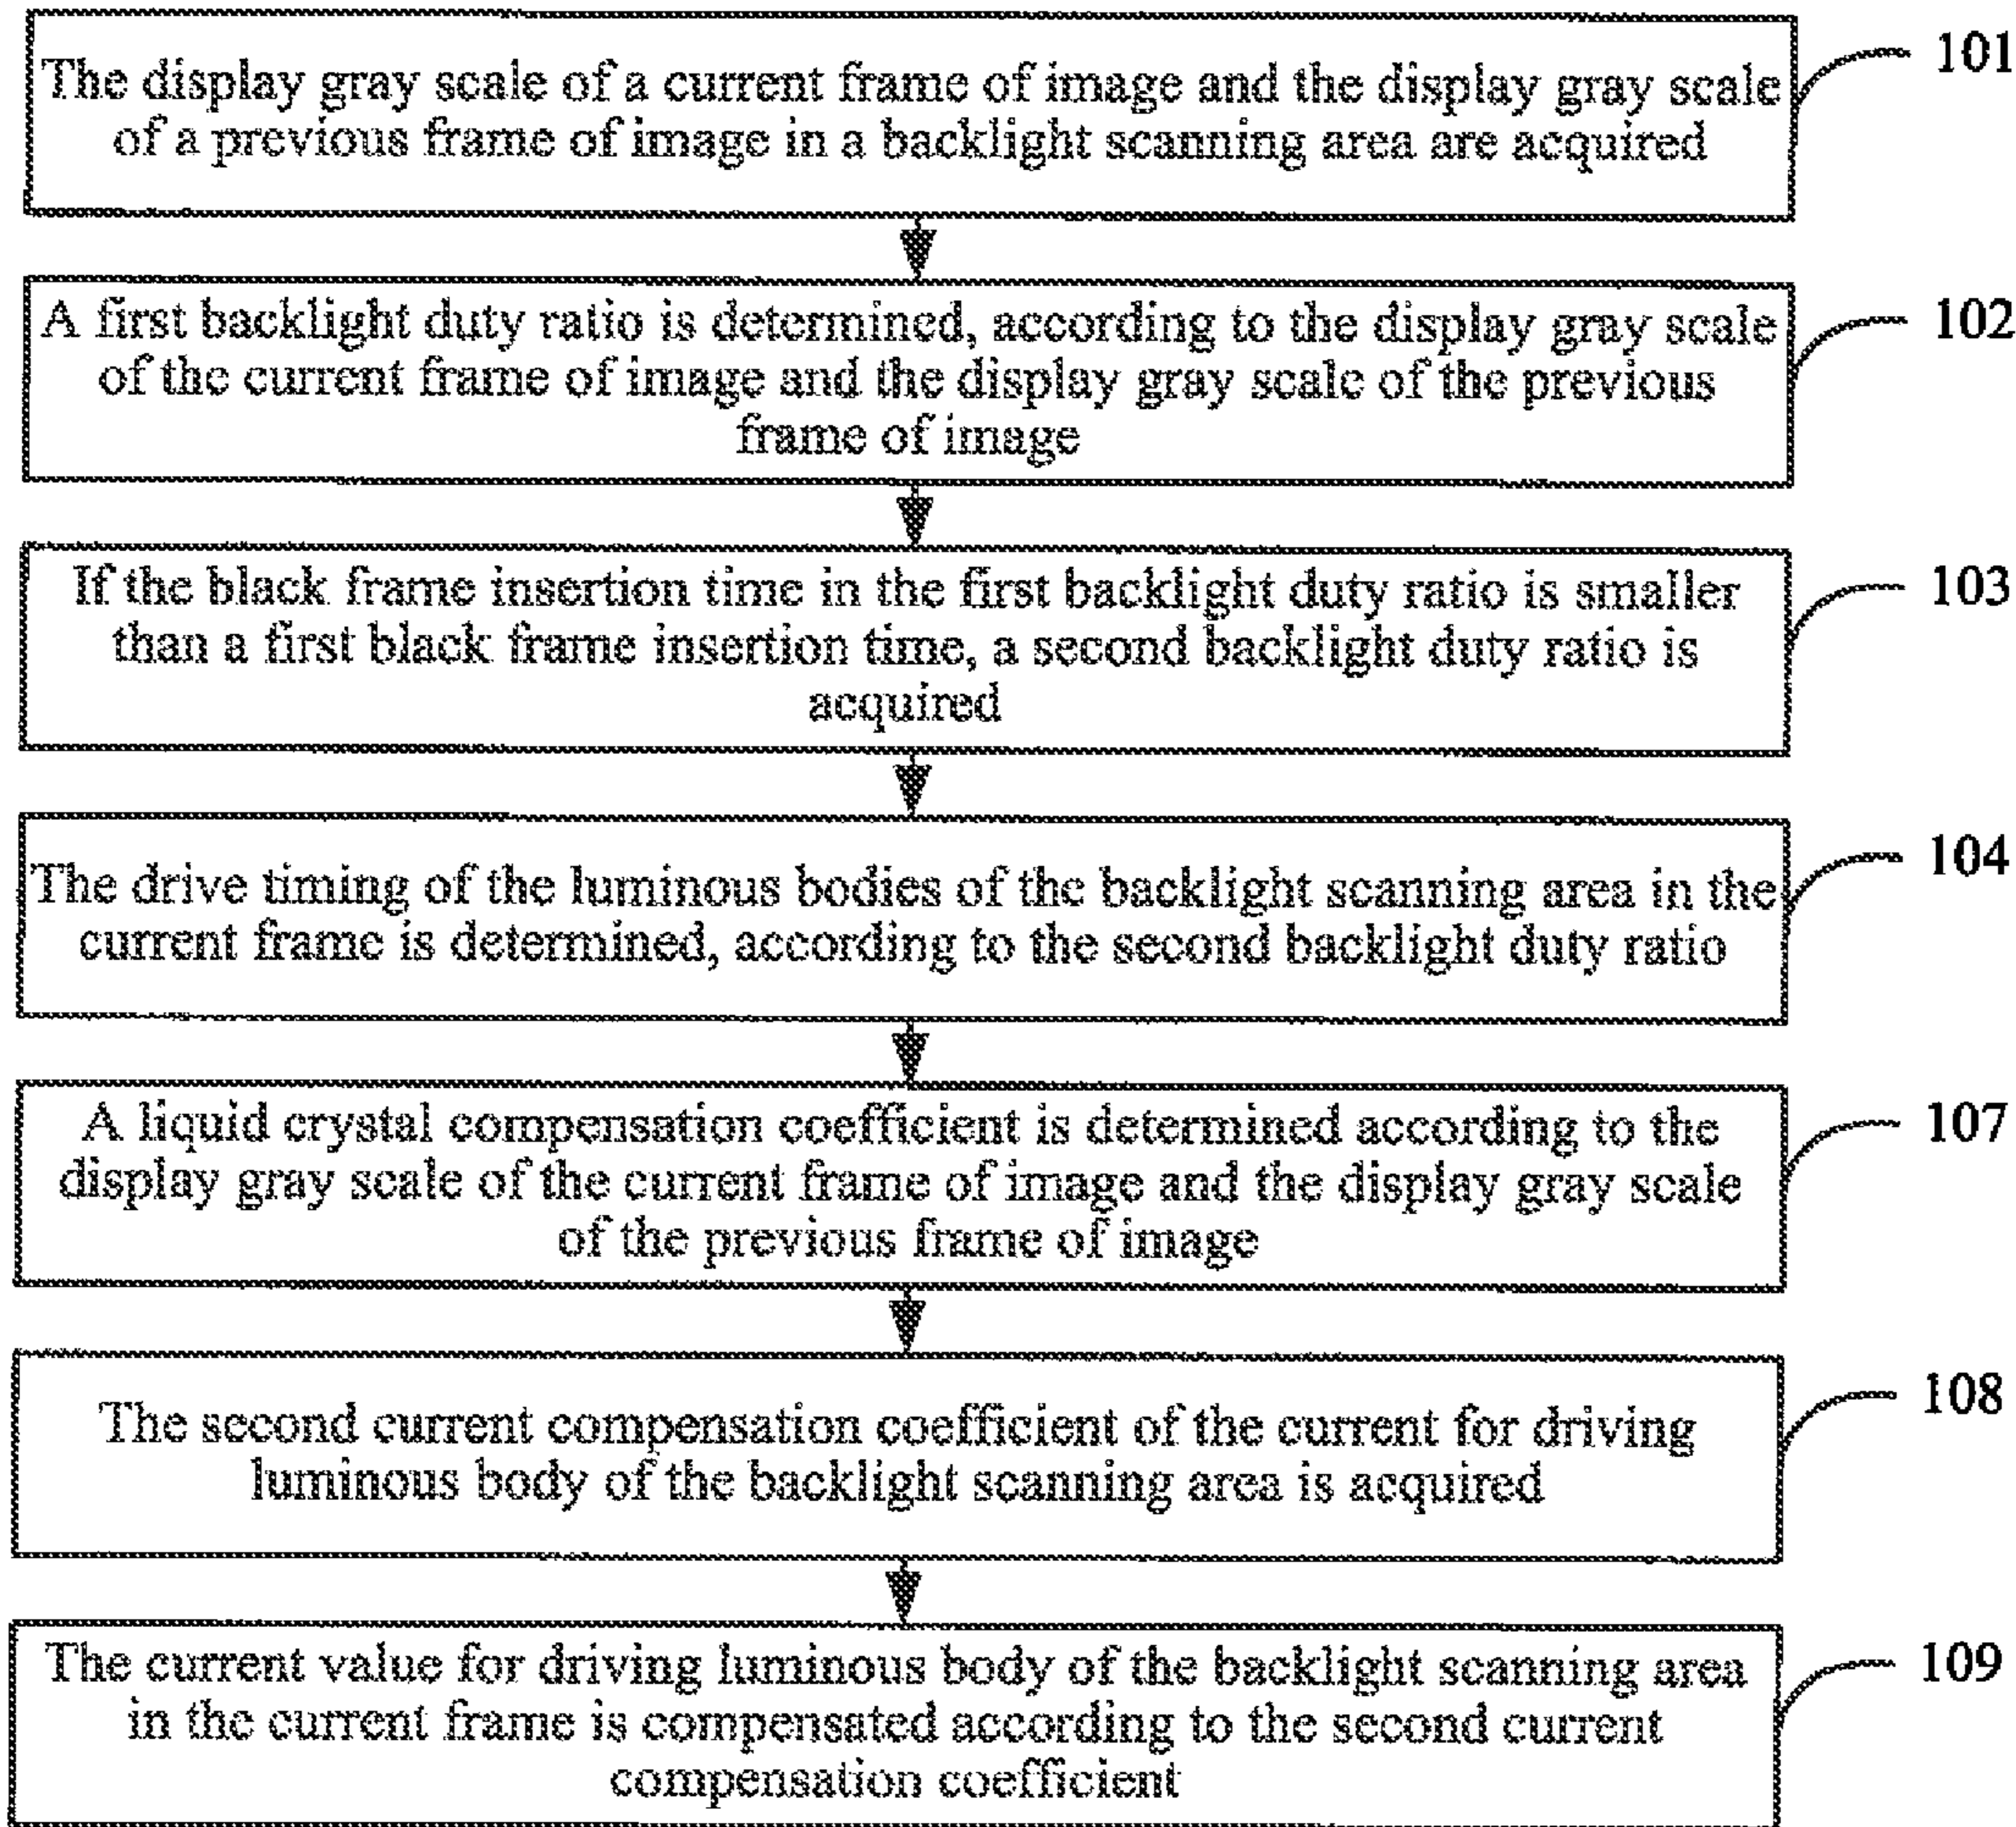 The display gray scale of a current frame of image and the display gray scale
of a previous frame of image in a backlight scanning area are acquired
101
A first backlight duty ratio is determined, according to the display gray scale
of the current frame of image and the display gray scale of the previous
frame of image
102
If the black frame insertion time in the first backlight duty ratio is smaller
than a first black frame insertion time, a second backlight duty ratio is
acquired
103
The drive timing of the luminous bodies of the backlight scanning area in the
current frame is determined, according to the second backlight duty ratio
104
A liquid crystal compensation coefficient is determined according to the
display gray scale of the current frame of image and the display gray scale
of the previous frame of image
107
The second current compensation coefficient of the current for driving
luminous body of the backlight scanning area is acquired
108
The current value for driving luminous body of the backlight scanning area
in the current frame is compensated according to the second current
compensation coefficient
109